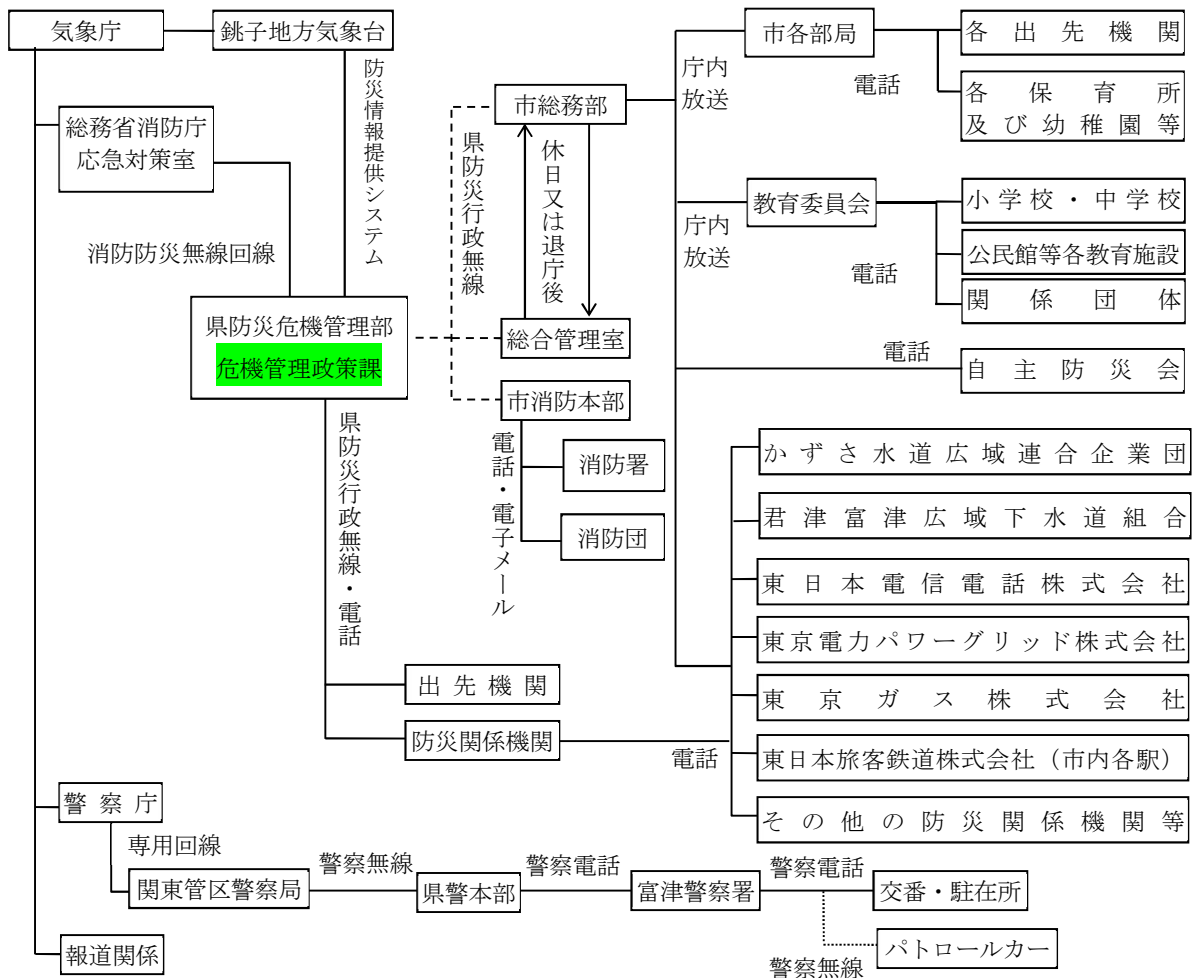 気象庁
銚子地方気象台
防災情報提供システム
総務省消防庁
応急対策室
消防防災無線回線
県防災危機管理部
危機管理政策課
県防災行政無線
市総務部
休日又は退庁後
総合管理室
市消防本部
電話・電子メール
消防署
消防団
県防災行政無線・電話
出先機関
防災関係機関
庁内
放送
市各部局
電話
各出先機関
各保育所
及び幼稚園等
庁内
放送
教育委員会
電話
小学校・中学校
公民館等各教育施設
関係団体
電話
自主防災会
かずさ水道広域連合企業団
君津富津広域下水道組合
東日本電信電話株式会社
東京電力パワーグリッド株式会社
東京ガス株式会社
電話
東日本旅客鉄道株式会社(市内各駅)
その他の防災関係機関等
警察庁
専用回線
関東管区警察局
警察無線
県警本部
警察電話
富津警察署
警察電話
交番・駐在所
パトロールカー
警察無線
報道関係